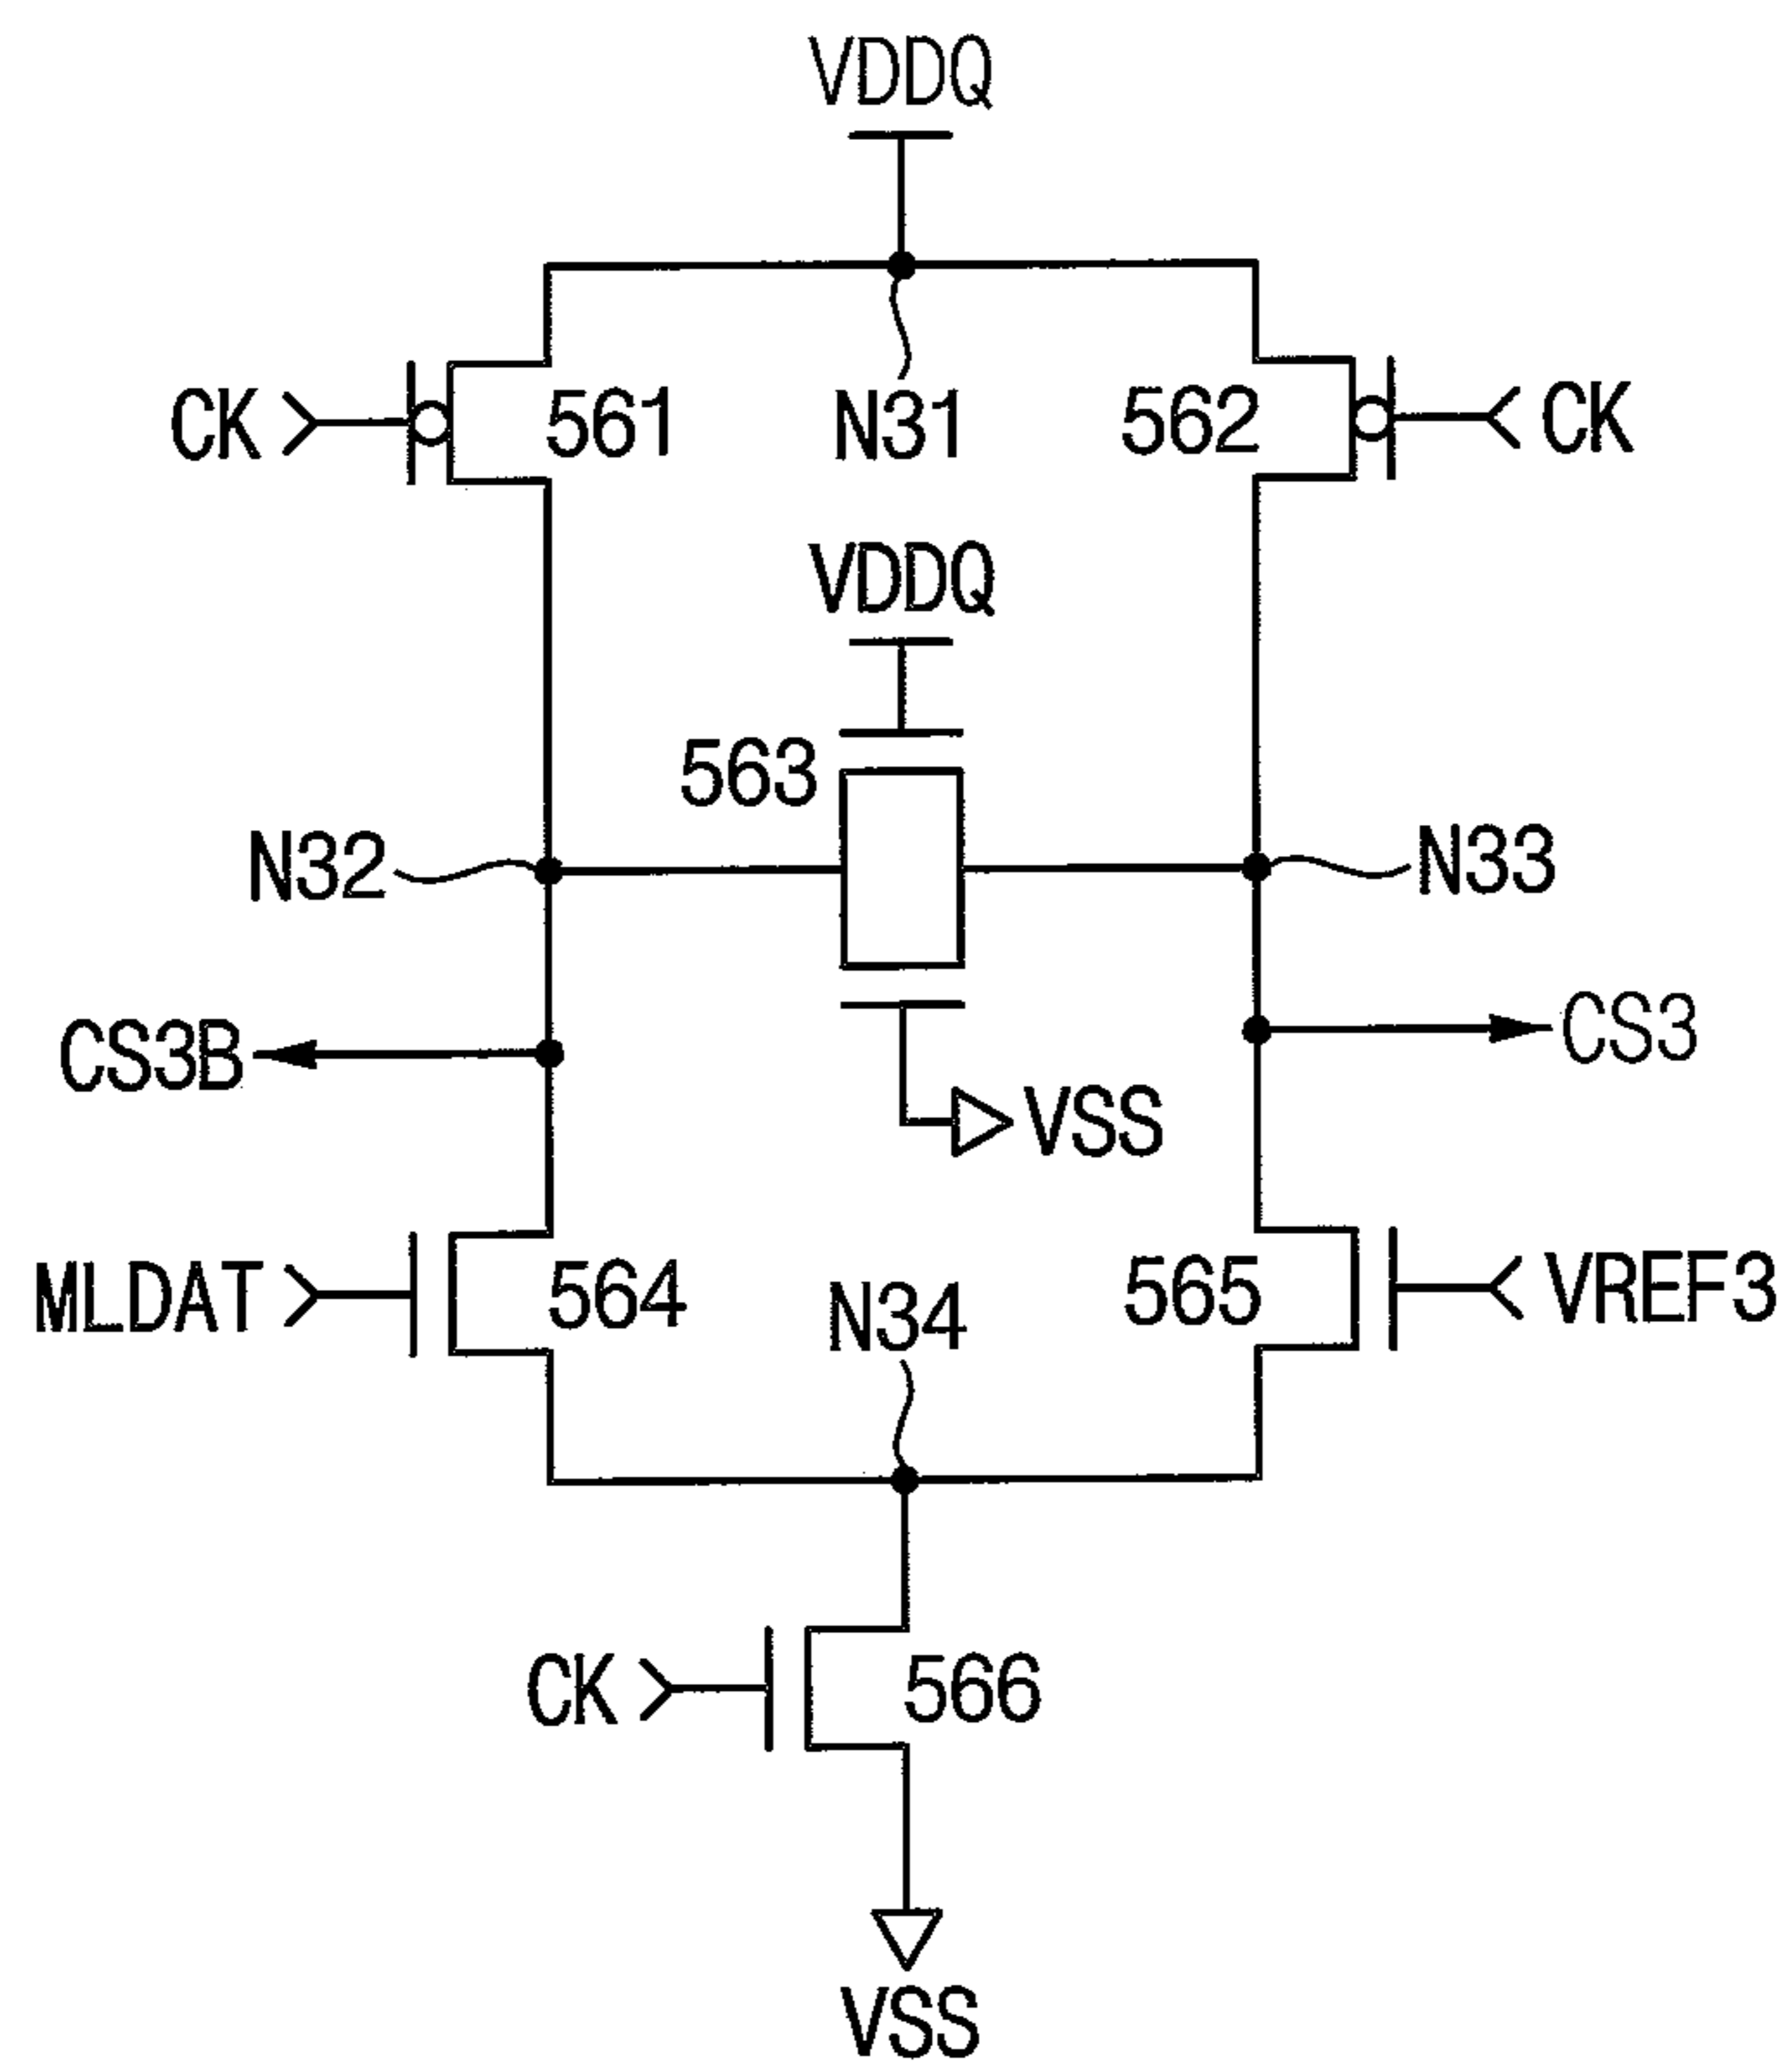 VDDQ
CK 561 N31 562 CK
VDDQ
563
N32 N33
CS3B CS3
VSS
MLDAT 564 N34 565 VREF3
CK 566
VSS